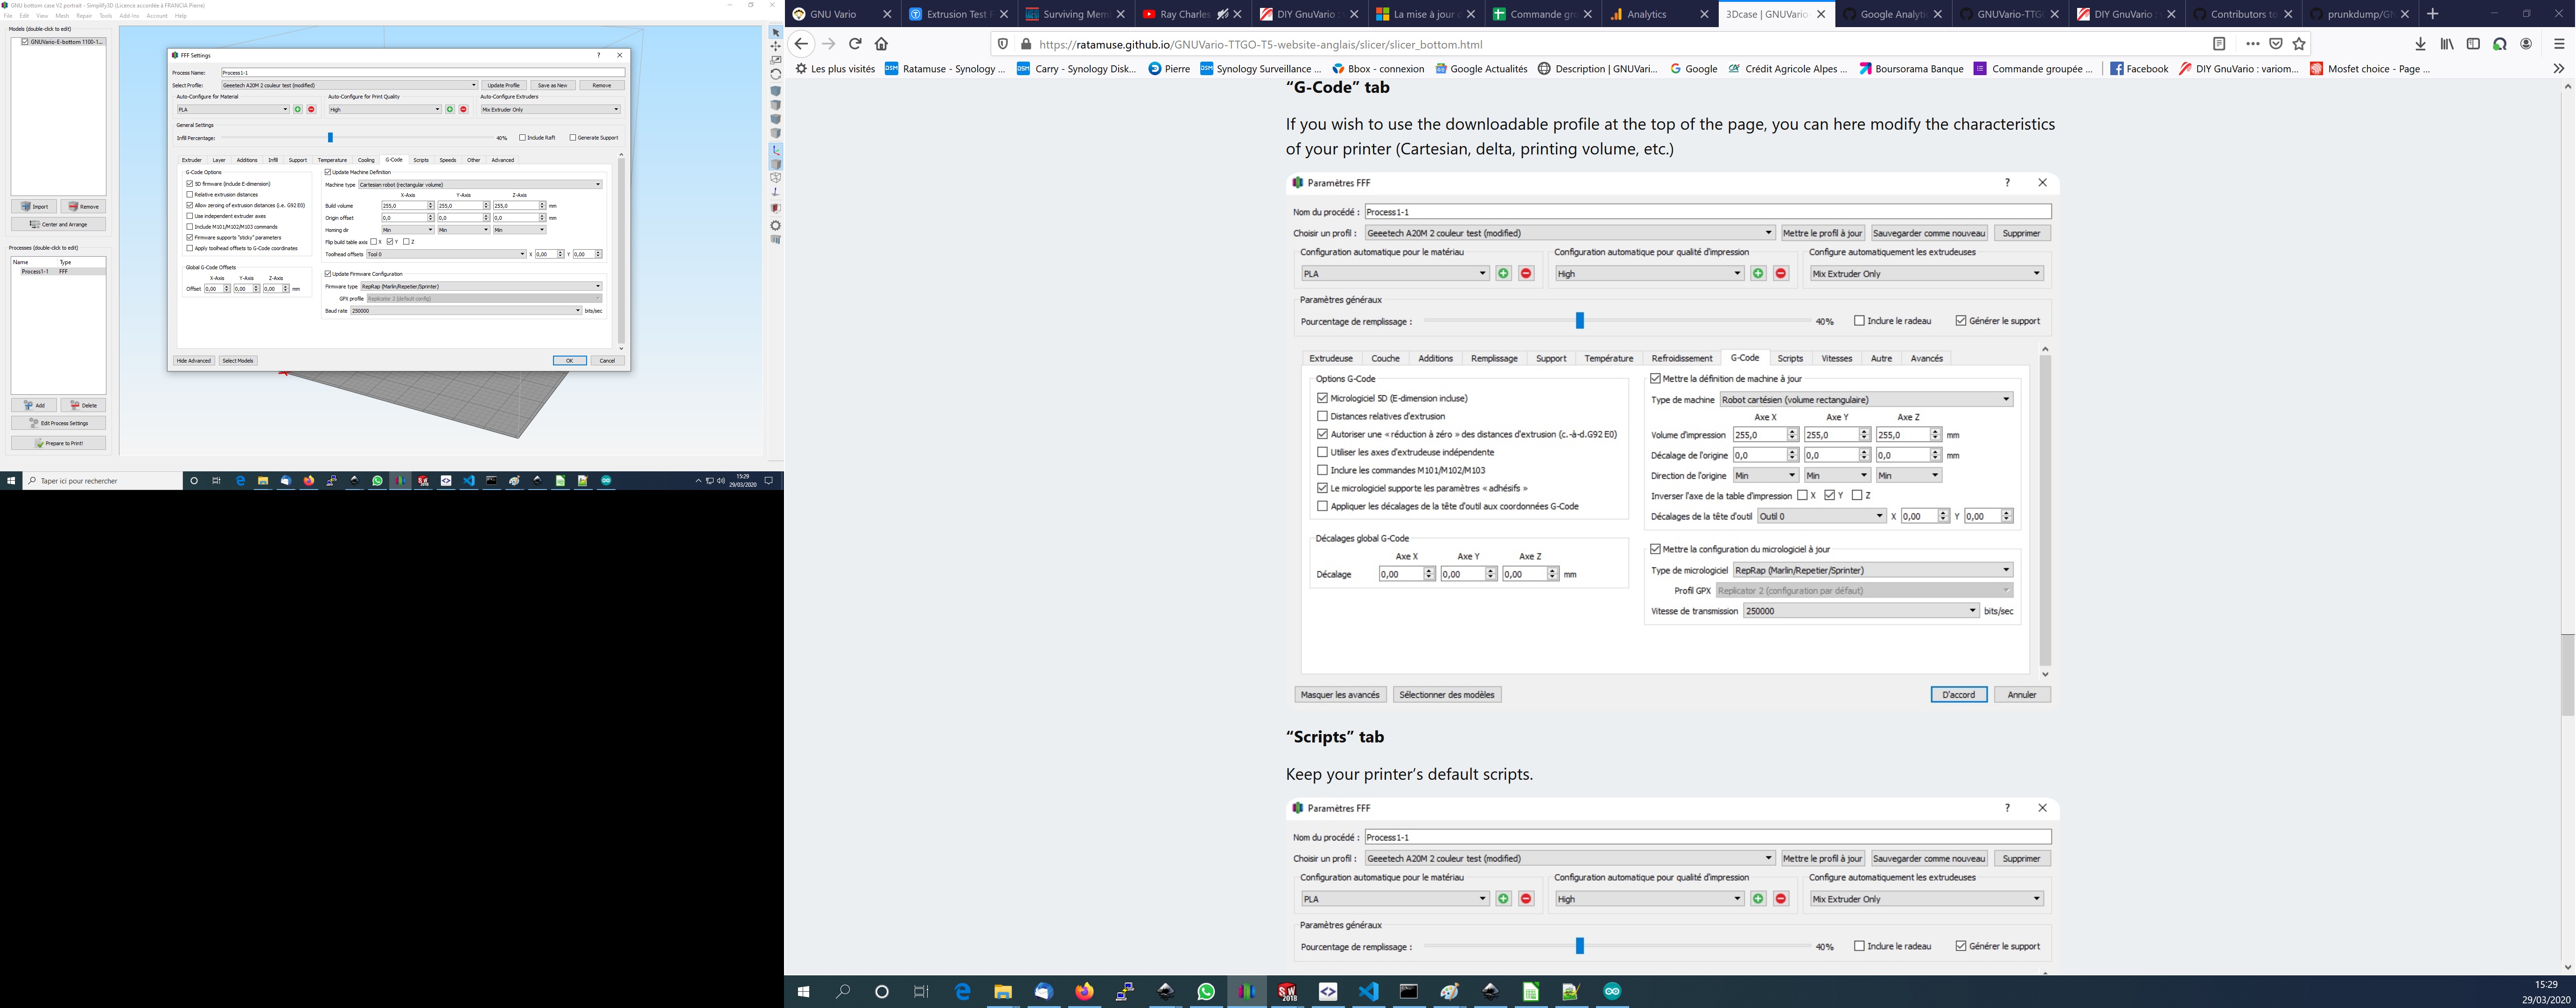 GNU bottom case V2 portrait - Simplify3D (Licence accordée à FRANCIA Pierre)
File Edit View Mesh Repair Tools Add-Ins Account Help
Models (double-click to edit)
GNUVario-E-bottom 1100-1...
Import Remove
Center and Arrange
Processes (double-click to edit)
Name Type
Process1-1 FFF
Add Delete
Edit Process Settings
Prepare to Print!
FFF Settings ?
Process Name: Process1-1
Select Profile: Geeetech A20M 2 couleur test (modified) Update Profile Save as New Remove
Auto-Configure for Material Auto-Configure for Print Quality Auto-Configure Extruders
PLA High Mix Extruder Only
General Settings
Infill Percentage: 40% Include Raft Generate Support
Extruder Layer Additions Infill Support Temperature Cooling G-Code Scripts Speeds Other Advanced
G-Code Options
5D firmware (include E-dimension)
Relative extrusion distances
Allow zeroing of extrusion distances (i.e. G92 E0)
Use independent extruder axes
Include M101/M102/M103 commands
Firmware supports "sticky" parameters
Apply toolhead offsets to G-Code coordinates
Global G-Code Offsets
X-Axis Y-Axis Z-Axis
Offset 0,00 0,00 0,00 mm
Update Machine Definition
Machine type Cartesian robot (rectangular volume)
X-Axis Y-Axis Z-Axis
Build volume 255,0 255,0 255,0 mm
Origin offset 0,0 0,0 0,0 mm
Homing dir Min Min Min
Flip build table axis X Y Z
Toolhead offsets Tool 0 X 0,00 Y 0,00
Update Firmware Configuration
Firmware type RepRap (Marlin/Repetier/Sprinter)
GPX profile Replicator 2 (default config)
Baud rate 250000 bits/sec
Hide Advanced Select Models OK Cancel
Taper ici pour rechercher
15:29
29/03/2020
GNU Vario Extrusion Test F Surviving Mem Ray Charles DIY GnuVario : La mise à jour Commande gr Analytics 3Dcase | GNUVario Google Analyti GNUVario-TTG DIY GnuVario : Contributors to prunkdump/GN
https://ratamuse.github.io/GNUVario-TTGO-T5-website-anglais/slicer/slicer_bottom.html
Les plus visités Ratamuse - Synology ... Carry - Synology Disk... Pierre Synology Surveillance ... Bbox - connexion Google Actualités Description | GNUVari... Google Crédit Agricole Alpes ... Boursorama Banque Commande groupée ... Facebook DIY GnuVario : variom... Mosfet choice - Page ...
“G-Code” tab
If you wish to use the downloadable profile at the top of the page, you can here modify the characteristics
of your printer (Cartesian, delta, printing volume, etc.)
Paramètres FFF ?
Nom du procédé : Process1-1
Choisir un profil : Geeetech A20M 2 couleur test (modified) Mettre le profil à jour Sauvegarder comme nouveau Supprimer
Configuration automatique pour le matériau Configuration automatique pour qualité d'impression Configure automatiquement les extrudeuses
PLA High Mix Extruder Only
Paramètres généraux
Pourcentage de remplissage : 40% Inclure le radeau Générer le support
Extrudeuse Couche Additions Remplissage Support Température Refroidissement G-Code Scripts Vitesses Autre Avancés
Options G-Code
Micrologiciel 5D (E-dimension incluse)
Distances relatives d'extrusion
Autoriser une « réduction à zéro » des distances d'extrusion (c.-à-d.G92 E0)
Utiliser les axes d'extrudeuse indépendante
Inclure les commandes M101/M102/M103
Le micrologiciel supporte les paramètres « adhésifs »
Appliquer les décalages de la tête d'outil aux coordonnées G-Code
Décalages global G-Code
Axe X Axe Y Axe Z
Décalage 0,00 0,00 0,00 mm
Mettre la définition de machine à jour
Type de machine Robot cartésien (volume rectangulaire)
Axe X Axe Y Axe Z
Volume d'impression 255,0 255,0 255,0 mm
Décalage de l'origine 0,0 0,0 0,0 mm
Direction de l'origine Min Min Min
Inverser l'axe de la table d'impression X Y Z
Décalages de la tête d'outil Outil 0 X 0,00 Y 0,00
Mettre la configuration du micrologiciel à jour
Type de micrologiciel RepRap (Marlin/Repetier/Sprinter)
Profil GPX Replicator 2 (configuration par défaut)
Vitesse de transmission 250000 bits/sec
Masquer les avancés Sélectionner des modèles D'accord Annuler
“Scripts” tab
Keep your printer’s default scripts.
Paramètres FFF ?
Nom du procédé : Process1-1
Choisir un profil : Geeetech A20M 2 couleur test (modified) Mettre le profil à jour Sauvegarder comme nouveau Supprimer
Configuration automatique pour le matériau Configuration automatique pour qualité d'impression Configure automatiquement les extrudeuses
PLA High Mix Extruder Only
Paramètres généraux
Pourcentage de remplissage : 40% Inclure le radeau Générer le support
15:29
29/03/2020